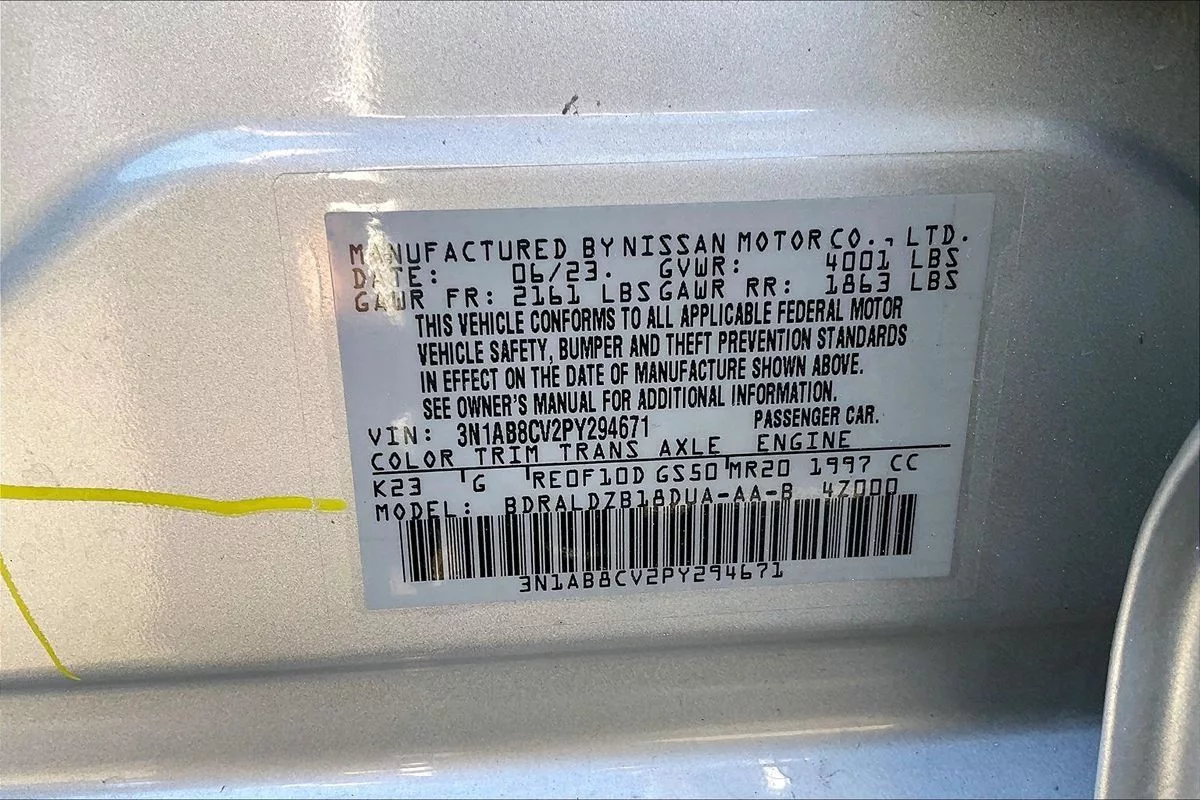 MANUFACTURED BY NISSAN MOTOR CO., LTD.
DATE: 06/23. GVWR: 4001 LBS
GAWR FR: 2161 LBS GAWR RR: 1863 LBS
THIS VEHICLE CONFORMS TO ALL APPLICABLE FEDERAL MOTOR
VEHICLE SAFETY, BUMPER AND THEFT PREVENTION STANDARDS
IN EFFECT ON THE DATE OF MANUFACTURE SHOWN ABOVE.
SEE OWNER'S MANUAL FOR ADDITIONAL INFORMATION.
VIN: 3N1AB8CV2PY294671 PASSENGER CAR.
COLOR TRIM TRANS AXLE ENGINE
K23 G RE0F10D GS50 MR20 1997 CC
MODEL: BDRALDZB18DUA-AA-B 4Z000
3N1AB8CV2PY294671